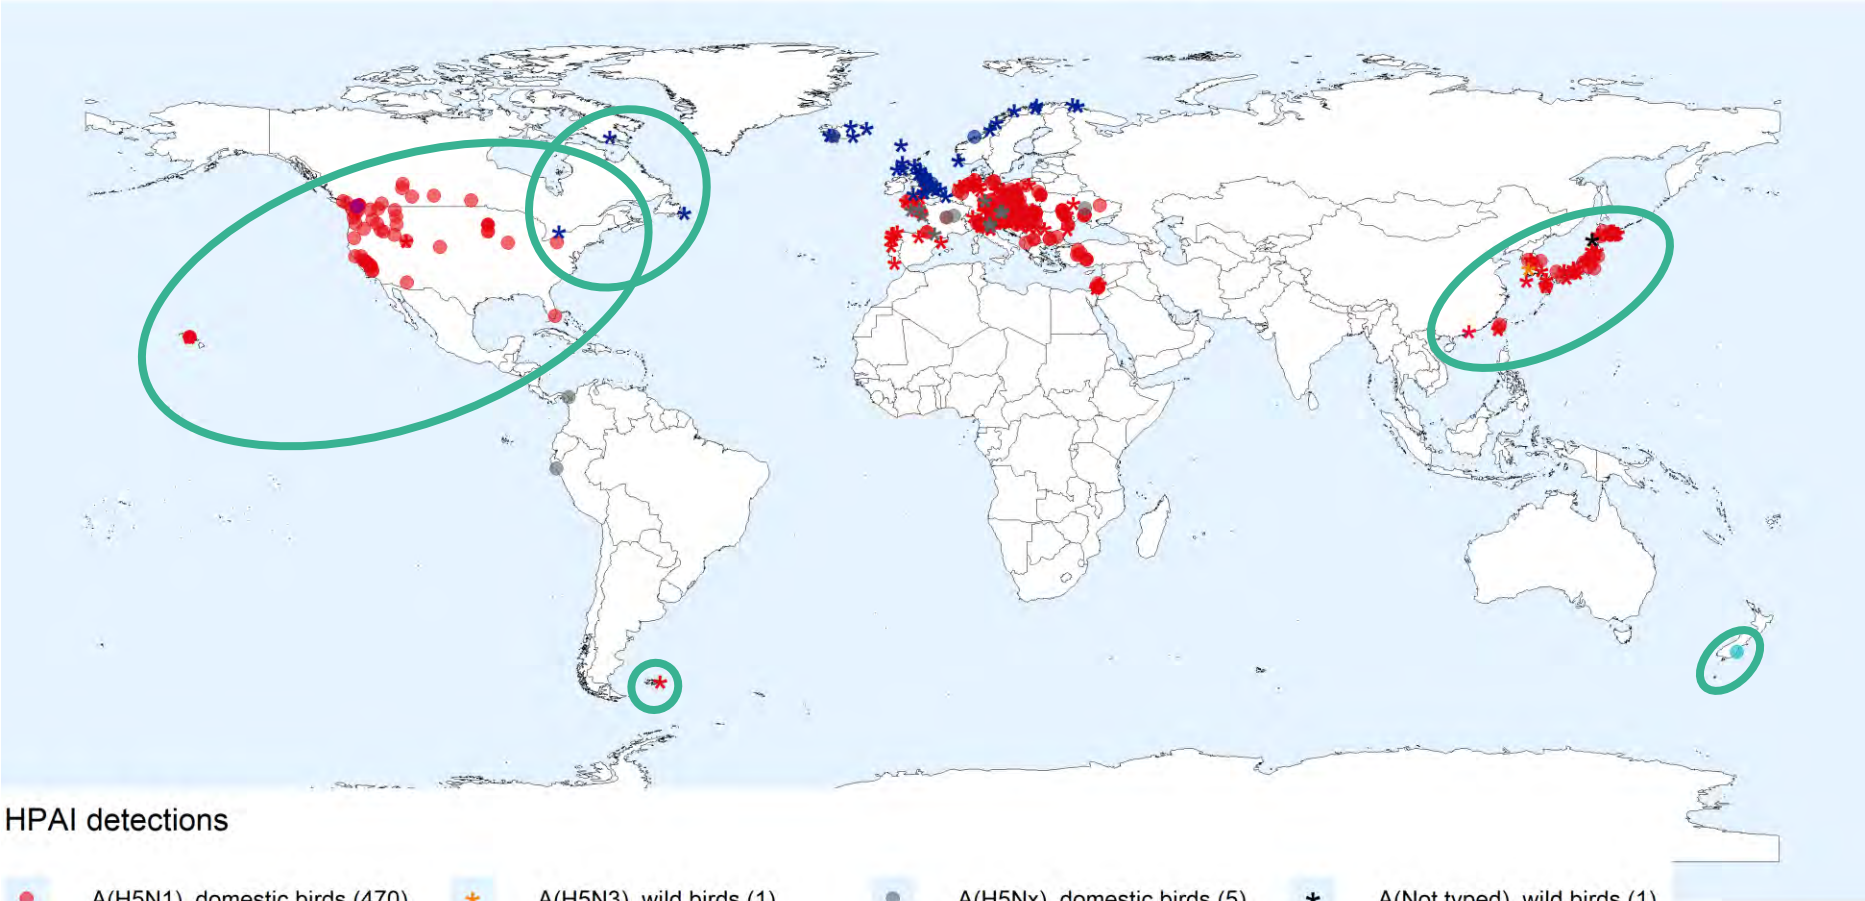 HPAI detections
A(H5N1), domestic birds (470) A(H5N3), wild birds (1) A(H5Nx), domestic birds (5) A(Not typed), wild birds (1)